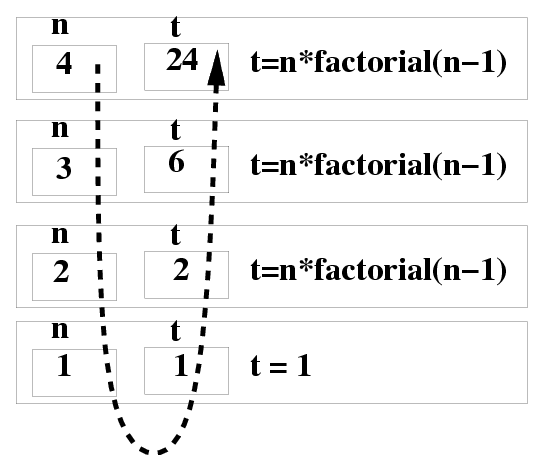 n t
4 24 t=n*factorial(n−1)
n t
3 6 t=n*factorial(n−1)
n t
2 2 t=n*factorial(n−1)
n t
1 1 t = 1